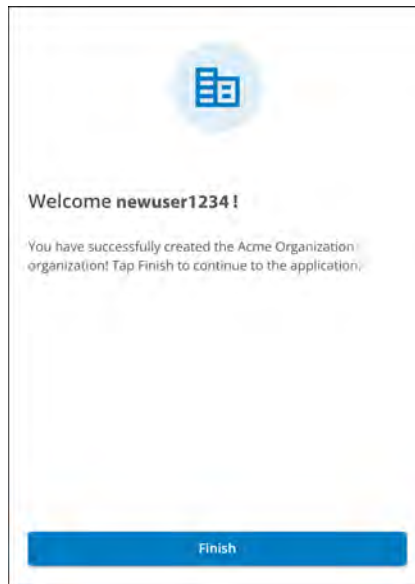 Welcome newuser1234!
You have successfully created the Acme Organization
organization! Tap Finish to continue to the application.
Finish